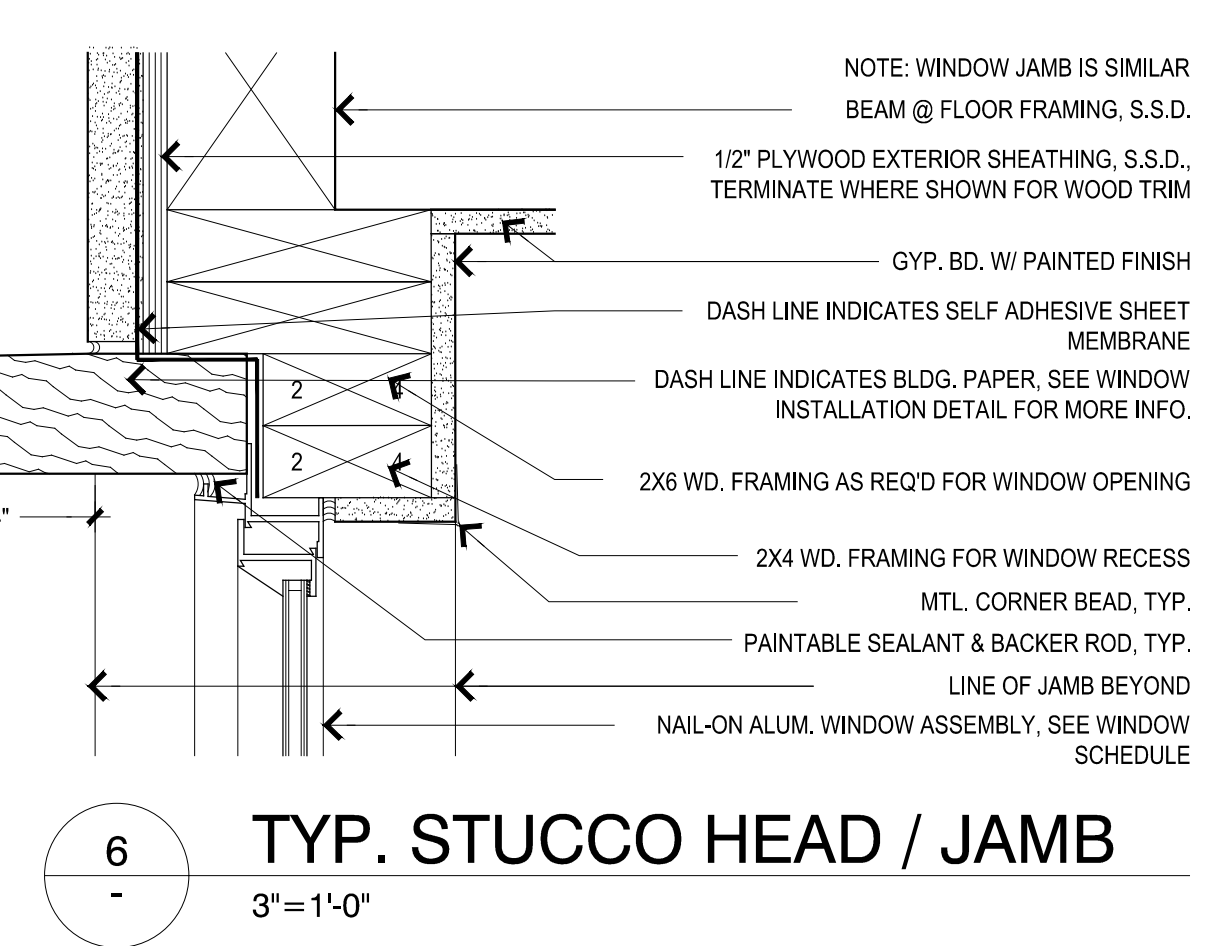 NOTE: WINDOW JAMB IS SIMILAR
BEAM @ FLOOR FRAMING, S.S.D.
1/2" PLYWOOD EXTERIOR SHEATHING, S.S.D.,
TERMINATE WHERE SHOWN FOR WOOD TRIM
GYP. BD. W/ PAINTED FINISH
DASH LINE INDICATES SELF ADHESIVE SHEET
MEMBRANE
DASH LINE INDICATES BLDG. PAPER, SEE WINDOW
INSTALLATION DETAIL FOR MORE INFO.
2 4
2 4
2X6 WD. FRAMING AS REQ'D FOR WINDOW OPENING
2X4 WD. FRAMING FOR WINDOW RECESS
MTL. CORNER BEAD, TYP.
PAINTABLE SEALANT & BACKER ROD, TYP.
LINE OF JAMB BEYOND
NAIL-ON ALUM. WINDOW ASSEMBLY, SEE WINDOW
SCHEDULE
6
-
TYP. STUCCO HEAD / JAMB
3"=1'-0"